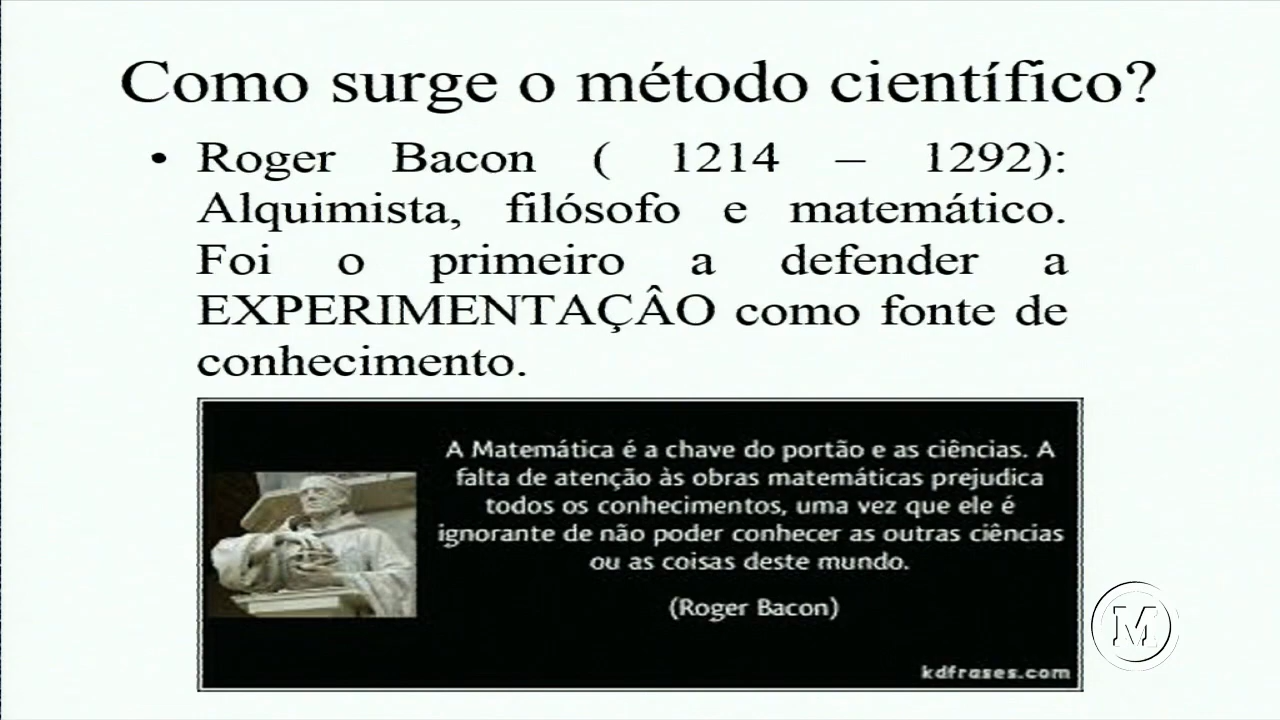 Como surge o método científico?
• Roger Bacon ( 1214 – 1292):
Alquimista, filósofo e matemático.
Foi o primeiro a defender a
EXPERIMENTAÇÂO como fonte de
conhecimento.
A Matemática é a chave do portão e as ciências. A
falta de atenção às obras matemáticas prejudica
todos os conhecimentos, uma vez que ele é
ignorante de não poder conhecer as outras ciências
ou as coisas deste mundo.
(Roger Bacon)
kdfrases.com
M